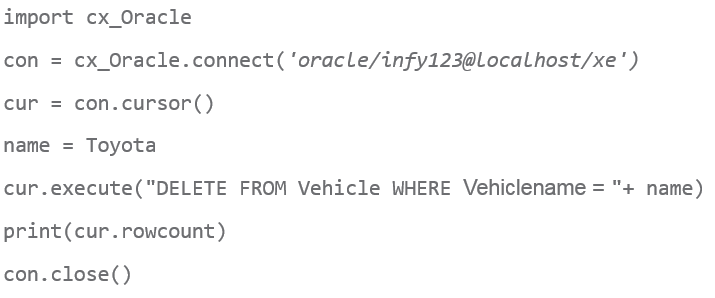 import cx_Oracle
con = cx_Oracle.connect('oracle/infy123@localhost/xe')
cur = con.cursor()
name = Toyota
cur.execute("DELETE FROM Vehicle WHERE Vehiclename = "+ name)
print(cur.rowcount)
con.close()